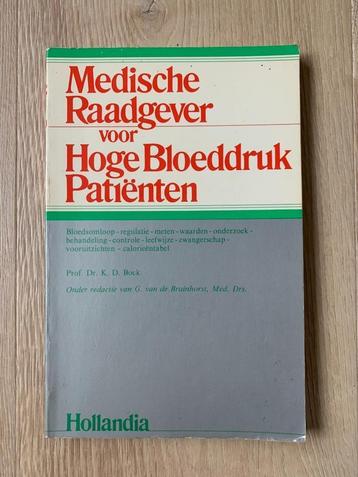 Medische
Raadgever
voor
Hoge Bloeddruk
Patiënten
Bloedsomloop - regulatie - meten - waarden - onderzoek -
behandeling - controle - leefwijze - zwangerschap -
vooruitzichten - calorieëntabel
Prof. Dr. K. D. Bock
Onder redactie van G. van de Bruinhorst, Med. Drs.
Hollandia